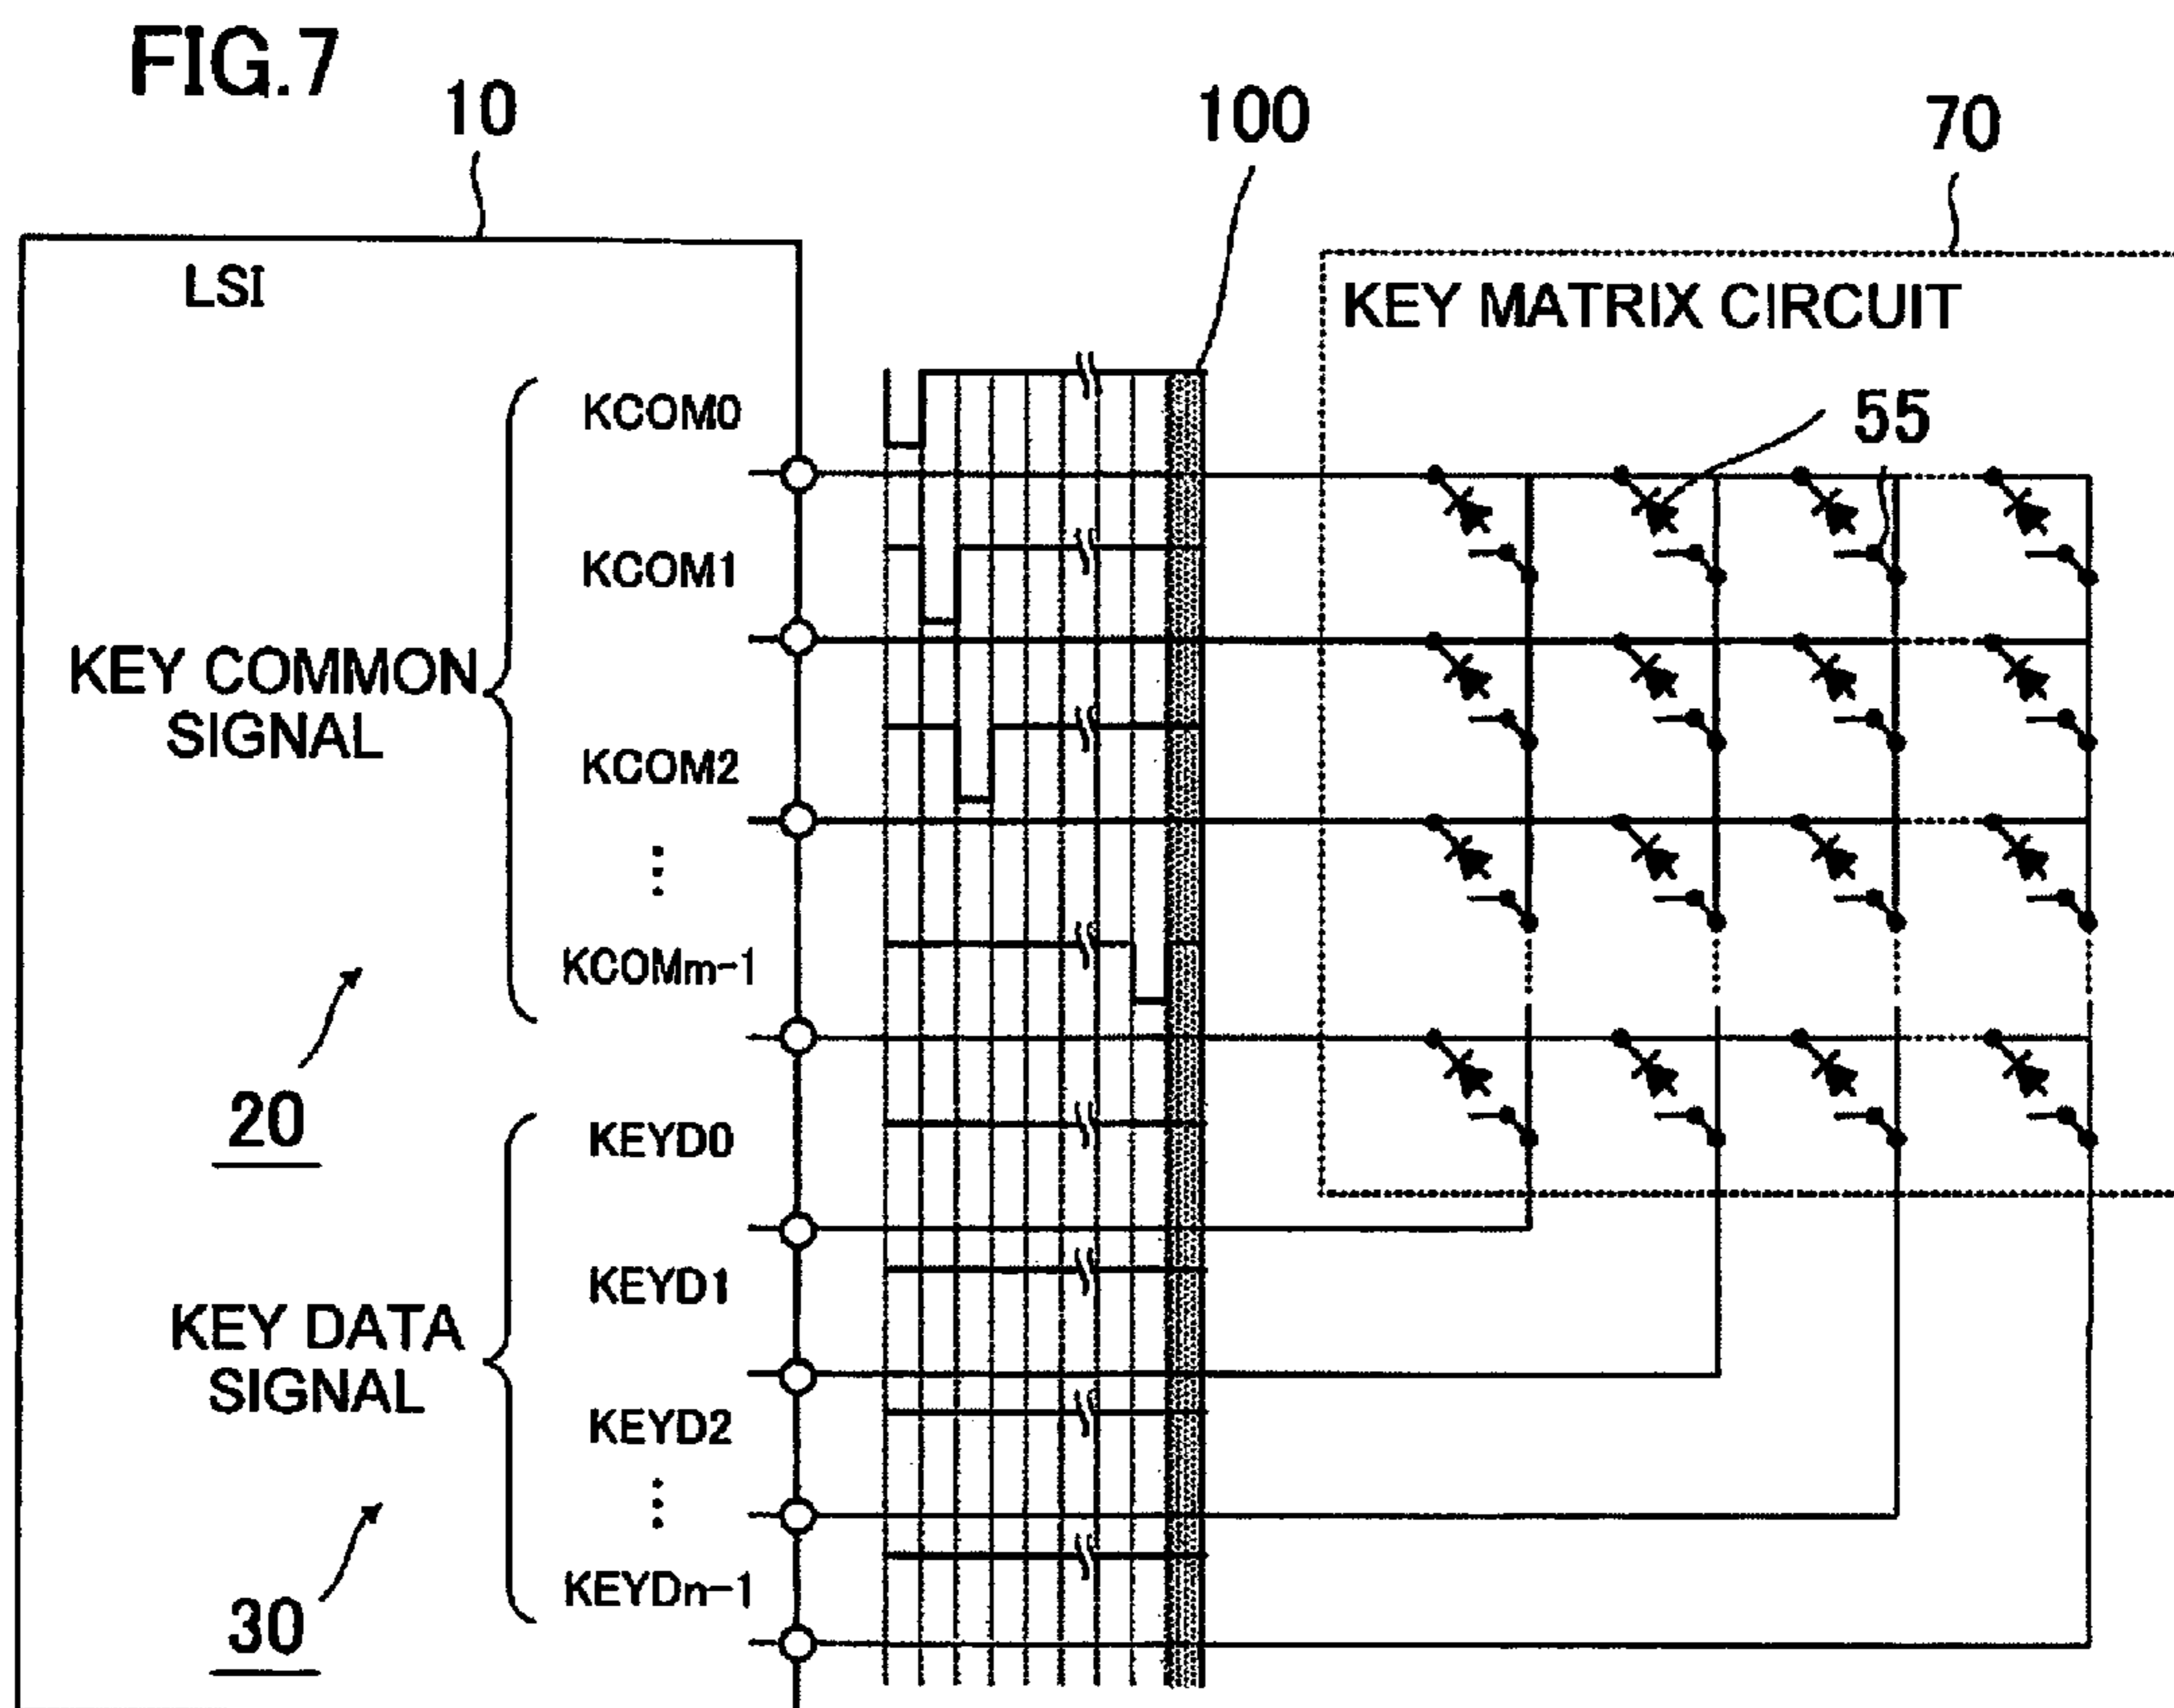 FIG.7
10
100
70
LSI
KEY MATRIX CIRCUIT
KCOM0
55
KCOM1
KEY COMMON
SIGNAL
KCOM2
KCOMm-1
20
KEYD0
KEYD1
KEY DATA
SIGNAL
KEYD2
KEYDn-1
30